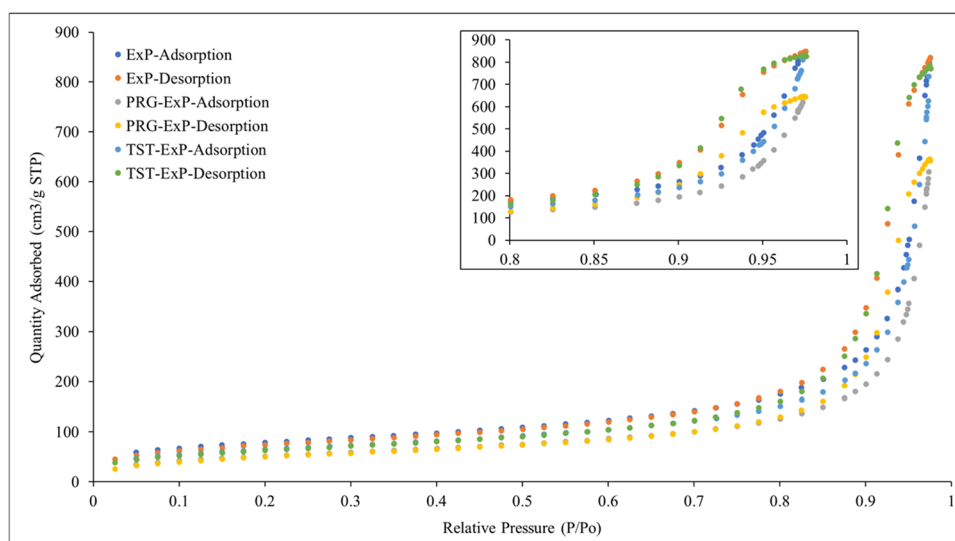 900
800
700
600
500
400
300
200
100
0
Quantity Adsorbed (cm3/g STP)
ExP-Adsorption
ExP-Desorption
PRG-ExP-Adsorption
PRG-ExP-Desorption
TST-ExP-Adsorption
TST-ExP-Desorption
900
800
700
600
500
400
300
200
100
0
0.8 0.85 0.9 0.95 1
0 0.1 0.2 0.3 0.4 0.5 0.6 0.7 0.8 0.9 1
Relative Pressure (P/Po)